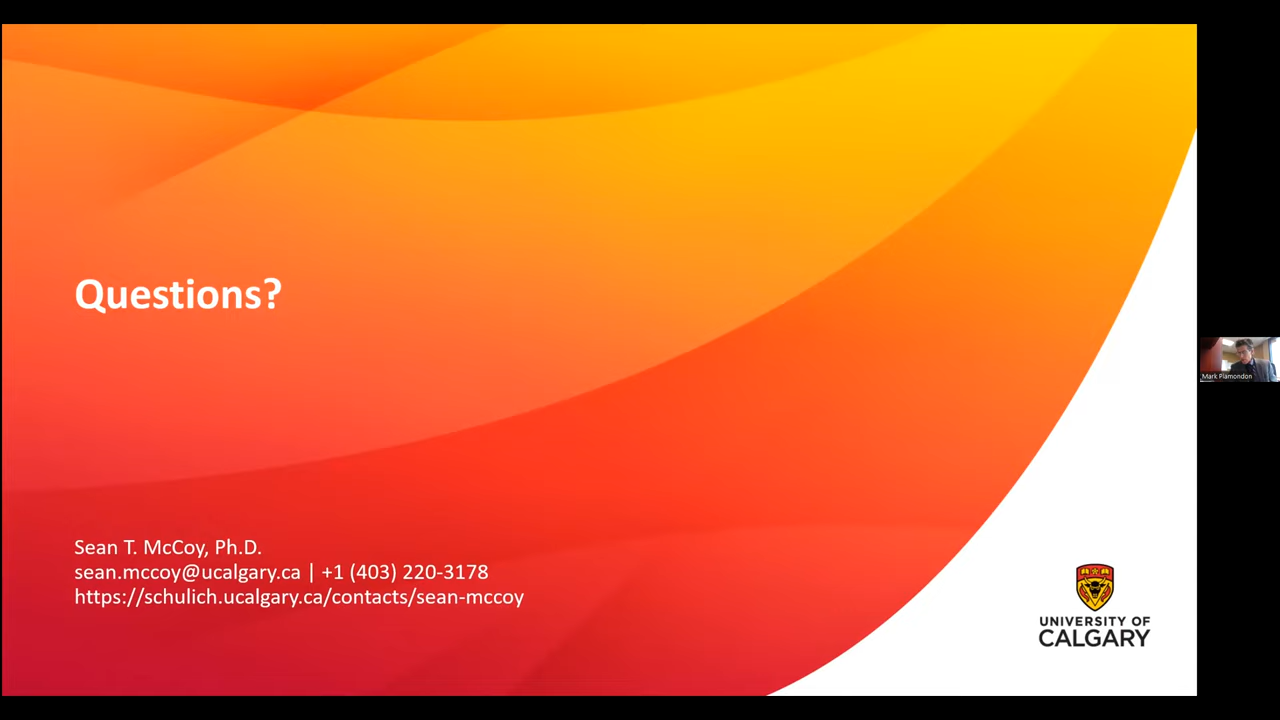 Questions?
Sean T. McCoy, Ph.D.
sean.mccoy@ucalgary.ca | +1 (403) 220-3178
https://schulich.ucalgary.ca/contacts/sean-mccoy
UNIVERSITY OF
CALGARY
Mark Plamondon